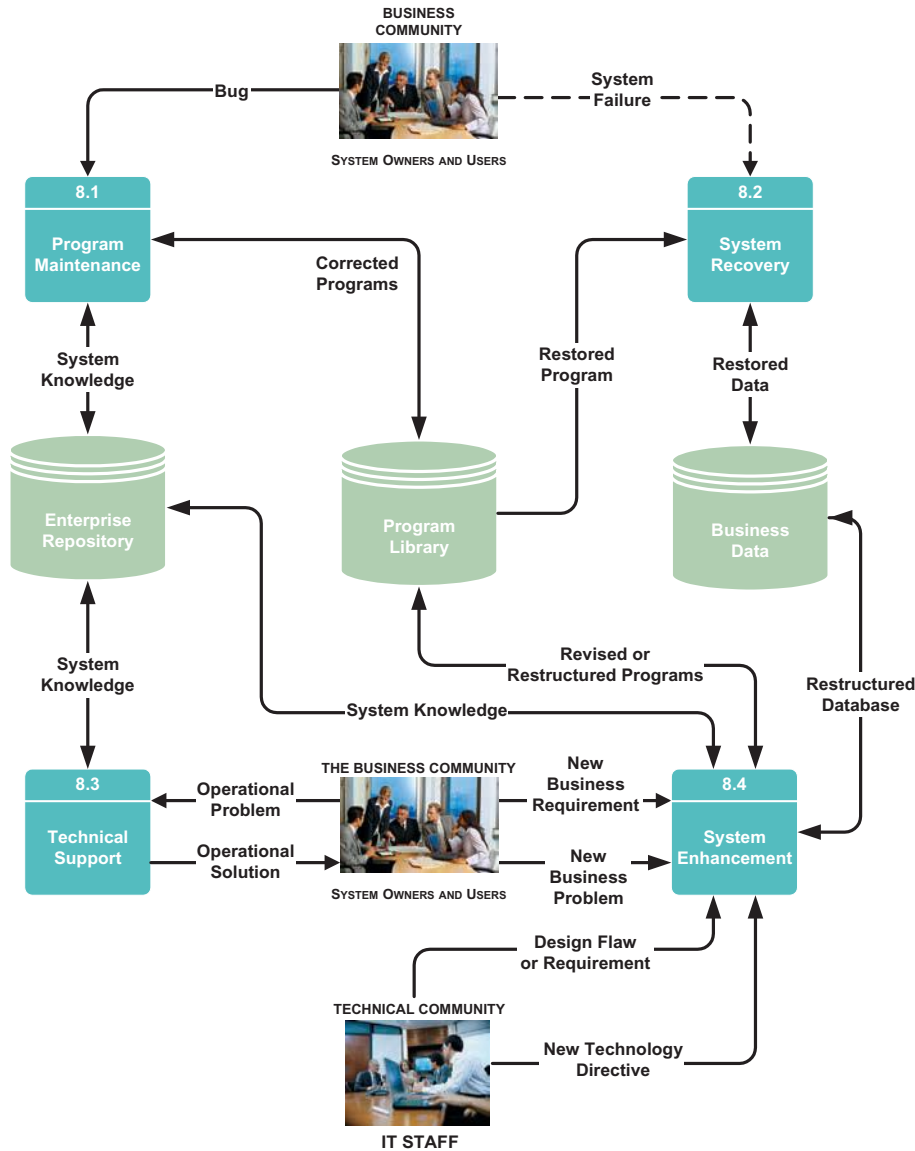 BUSINESS
COMMUNITY
Bug
System
Failure
SYSTEM OWNERS AND USERS
8.1
Program
Maintenance
8.2
System
Recovery
Corrected
Programs
System
Knowledge
Restored
Program
Restored
Data
Enterprise
Repository
Program
Library
Business
Data
System
Knowledge
Revised or
Restructured Programs
Restructured
Database
System Knowledge
8.3
Technical
Support
Operational
Problem
Operational
Solution
THE BUSINESS COMMUNITY
SYSTEM OWNERS AND USERS
New
Business
Requirement
New
Business
Problem
8.4
System
Enhancement
Design Flaw
or Requirement
TECHNICAL COMMUNITY
New Technology
Directive
IT STAFF